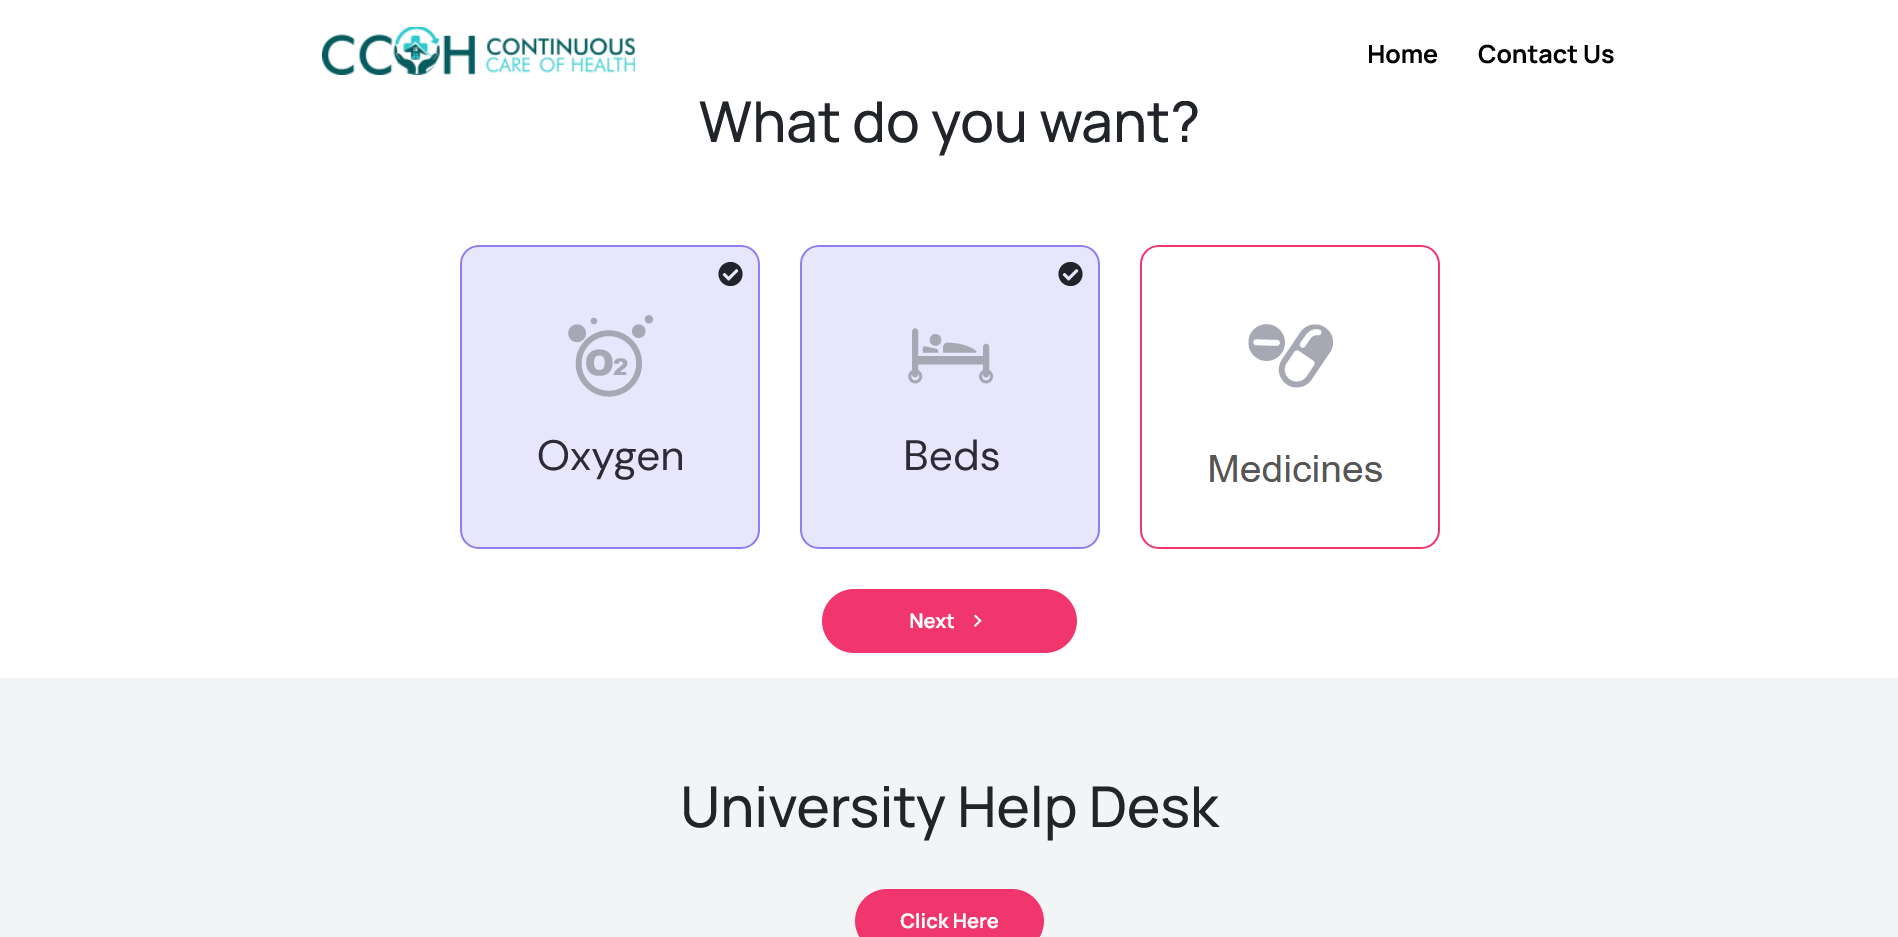 CCOH CONTINUOUS
CARE OF HEALTH
Home Contact Us
What do you want?
O2
Oxygen
Beds
Medicines
Next
University Help Desk
Click Here